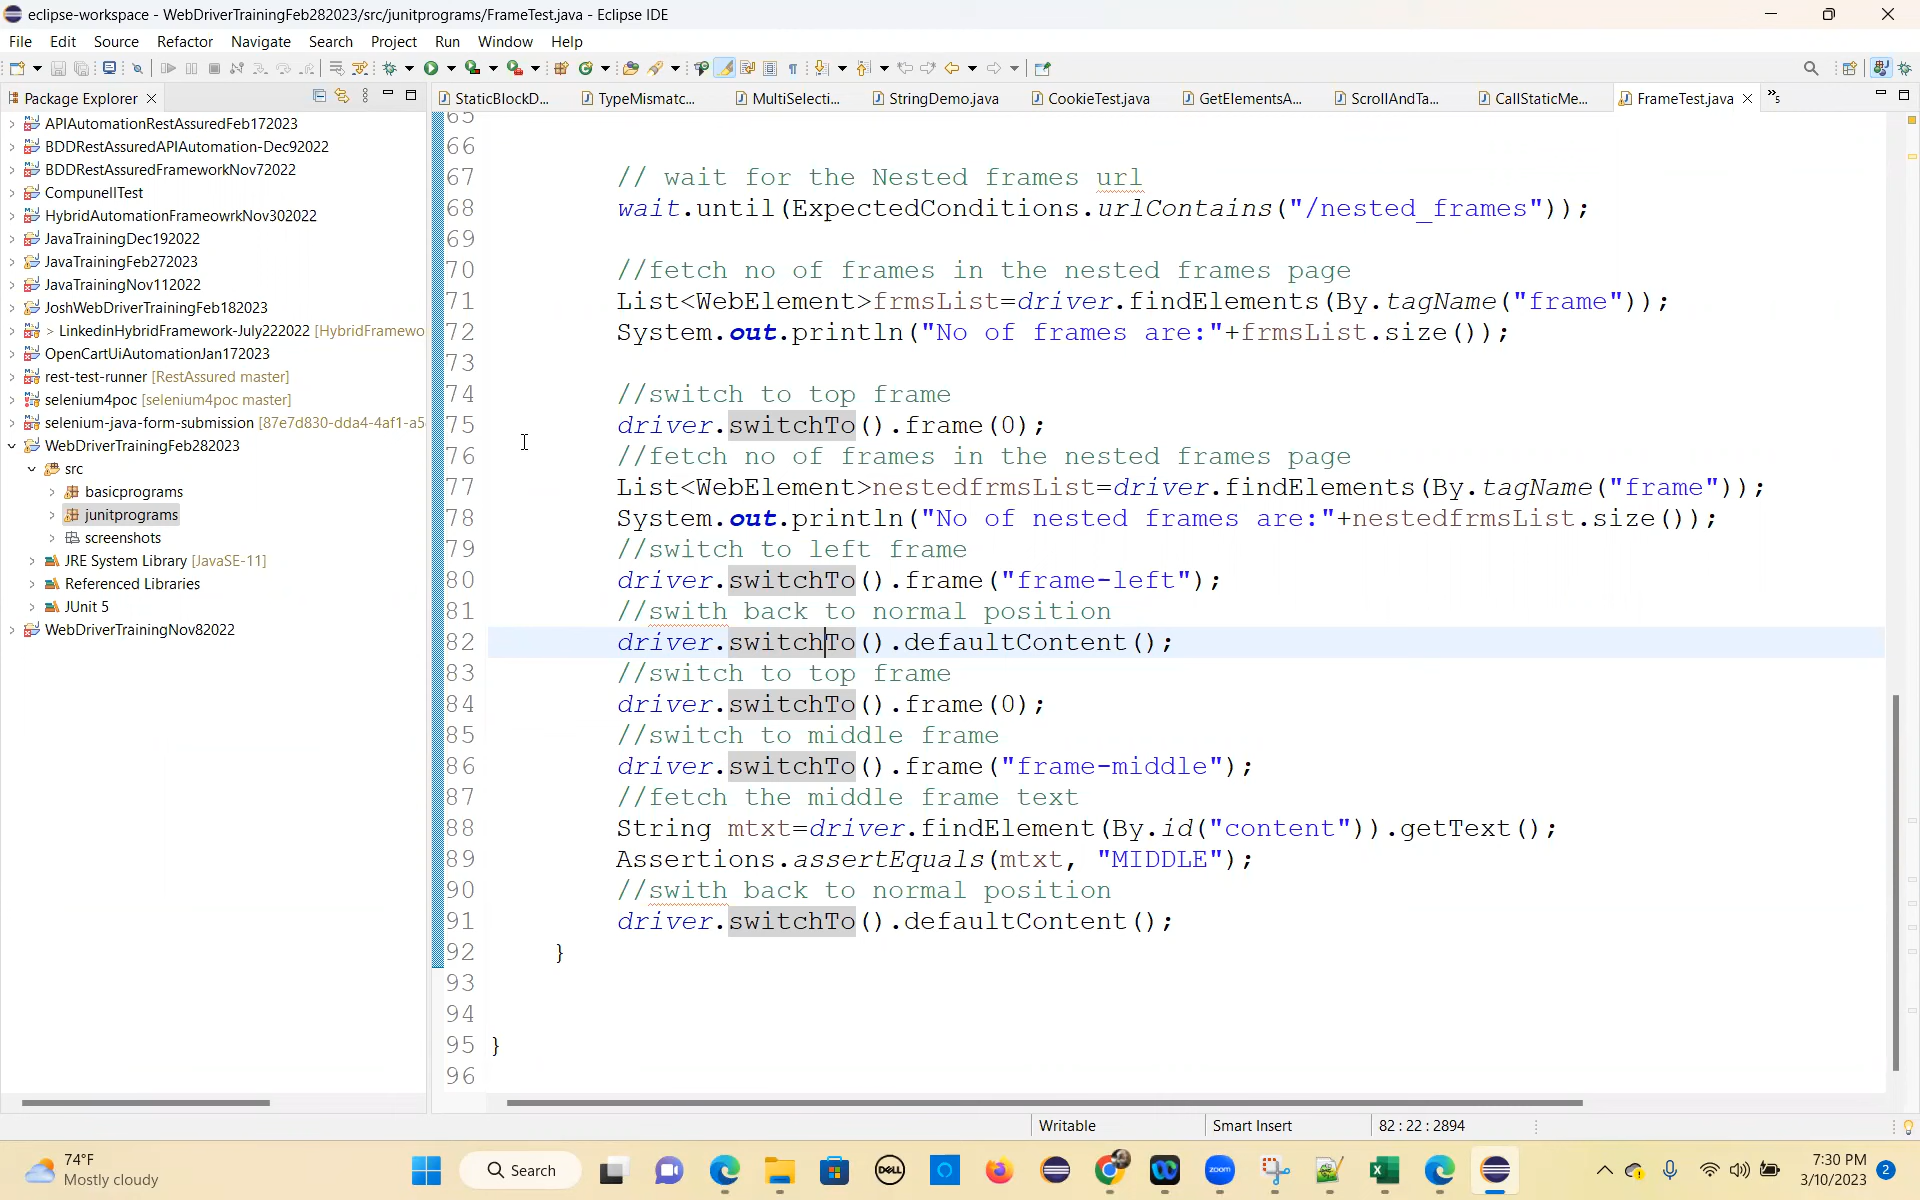 eclipse-workspace - WebDriverTrainingFeb282023/src/junitprograms/FrameTest.java - Eclipse IDE
File Edit Source Refactor Navigate Search Project Run Window Help
Package Explorer
StaticBlockD... TypeMismatc... MultiSelecti... StringDemo.java CookieTest.java GetElementsA... ScrollAndTa... CallStaticMe... FrameTest.java »5
APIAutomationRestAssuredFeb172023
BDDRestAssuredAPIAutomation-Dec92022
BDDRestAssuredFrameworkNov72022
CompunellTest
HybridAutomationFrameowrkNov302022
JavaTrainingDec192022
JavaTrainingFeb272023
JavaTrainingNov112022
JoshWebDriverTrainingFeb182023
> LinkedinHybridFramework-July222022 [HybridFramewo
OpenCartUiAutomationJan172023
rest-test-runner [RestAssured master]
selenium4poc [selenium4poc master]
selenium-java-form-submission [87e7d830-dda4-4af1-a5
WebDriverTrainingFeb282023
src
basicprograms
junitprograms
screenshots
JRE System Library [JavaSE-11]
Referenced Libraries
JUnit 5
WebDriverTrainingNov82022
65
66
67 // wait for the Nested frames url
68 wait.until(ExpectedConditions.urlContains("/nested_frames"));
69
70 //fetch no of frames in the nested frames page
71 List<WebElement>frmsList=driver.findElements(By.tagName("frame"));
72 System.out.println("No of frames are:"+frmsList.size());
73
74 //switch to top frame
75 driver.switchTo().frame(0);
76 //fetch no of frames in the nested frames page
77 List<WebElement>nestedfrmsList=driver.findElements(By.tagName("frame"));
78 System.out.println("No of nested frames are:"+nestedfrmsList.size());
79 //switch to left frame
80 driver.switchTo().frame("frame-left");
81 //swith back to normal position
82 driver.switchTo().defaultContent();
83 //switch to top frame
84 driver.switchTo().frame(0);
85 //switch to middle frame
86 driver.switchTo().frame("frame-middle");
87 //fetch the middle frame text
88 String mtxt=driver.findElement(By.id("content")).getText();
89 Assertions.assertEquals(mtxt, "MIDDLE");
90 //swith back to normal position
91 driver.switchTo().defaultContent();
92 }
93
94
95 }
96
Writable Smart Insert 82 : 22 : 2894
74°F
Mostly cloudy
Search
DELL
zoom
7:30 PM
3/10/2023
2